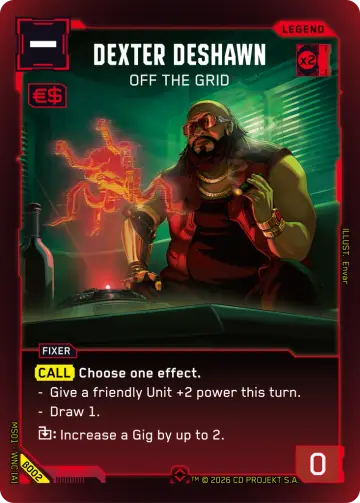 LEGEND
—
DEXTER DESHAWN
x2
OFF THE GRID
€$
ILLUST. Envar
FIXER
CALL Choose one effect.
- Give a friendly Unit +2 power this turn.
- Draw 1.
: Increase a Gig by up to 2.
MS01 · WNC (A)
B002
™ © 2026 CD PROJEKT S.A.
0